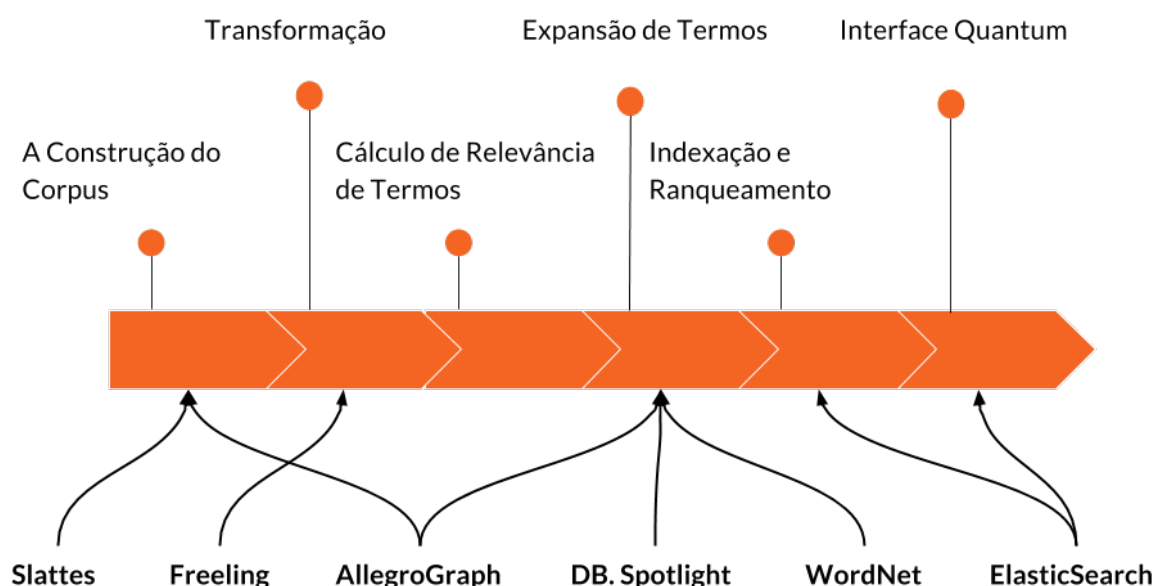 Transformação
Expansão de Termos
Interface Quantum
A Construção do
Corpus
Cálculo de Relevância
de Termos
Indexação e
Ranqueamento
Slattes
Freeling
AllegroGraph
DB. Spotlight
WordNet
ElasticSearch